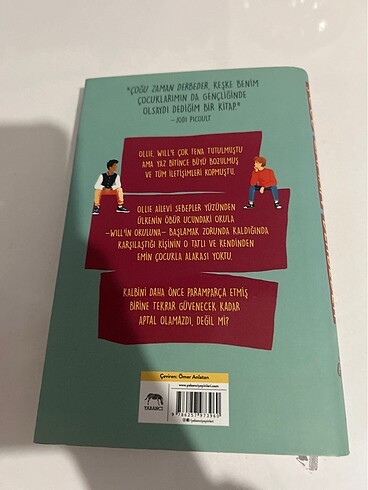 "ÇOĞU ZAMAN DERBEDER, KEŞKE BENİM
ÇOCUKLARIMIN DA GENÇLİĞİNDE
OLSAYDI DEDİĞİM BİR KİTAP."
—JODI PICOULT
OLLIE, WILL'E ÇOK FENA TUTULMUŞTU
AMA YAZ BİTİNCE BÜYÜ BOZULMUŞ
VE TÜM İLETİŞİMLERİ KOPMUŞTU.
OLLIE AİLEVİ SEBEPLER YÜZÜNDEN
ÜLKENİN ÖBÜR UCUNDAKİ OKULA
—WILL'İN OKULUNA— BAŞLAMAK ZORUNDA KALDIĞINDA
KARŞILAŞTIĞI KİŞİNİN O TATLI VE KENDİNDEN
EMİN ÇOCUKLA ALAKASI YOKTU.
KALBİNİ DAHA ÖNCE PARAMPARÇA ETMİŞ
BİRİNE TEKRAR GÜVENECEK KADAR
APTAL OLAMAZDI, DEĞİL Mİ?
Çeviren: Ömer Anlatan
www.yabanciyayinlari.com
YABANCI
/yabanciyayinlari